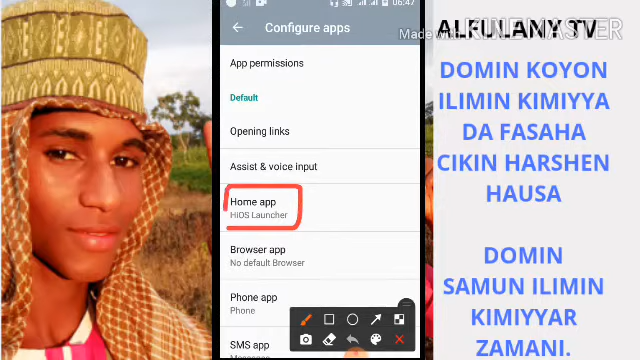 06:47
Configure apps
App permissions
Default
Opening links
Assist & voice input
Home app
HiOS Launcher
Browser app
No default Browser
Phone app
Phone
SMS app
Made with KINEMASTER
ALFULANY TV
DOMIN KOYON
ILIMIN KIMIYYA
DA FASAHA
CIKIN HARSHEN
HAUSA
DOMIN
SAMUN ILIMIN
KIMIYYAR
ZAMANI.